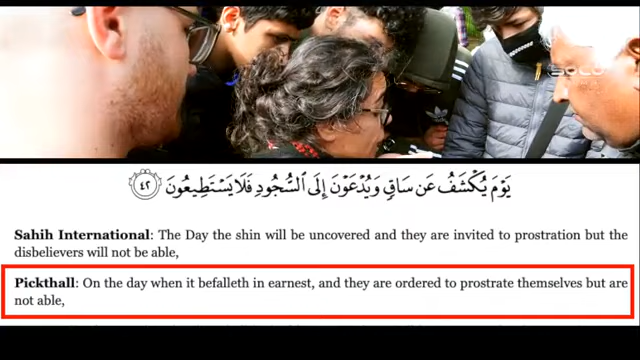 SOCO
يَوْمَ يُكْشَفُ عَن سَاقٍ وَيُدْعَوْنَ إِلَى السُّجُودِ فَلَا يَسْتَطِيعُونَ ٤٢
Sahih International: The Day the shin will be uncovered and they are invited to prostration but the
disbelievers will not be able,
Pickthall: On the day when it befalleth in earnest, and they are ordered to prostrate themselves but are
not able,